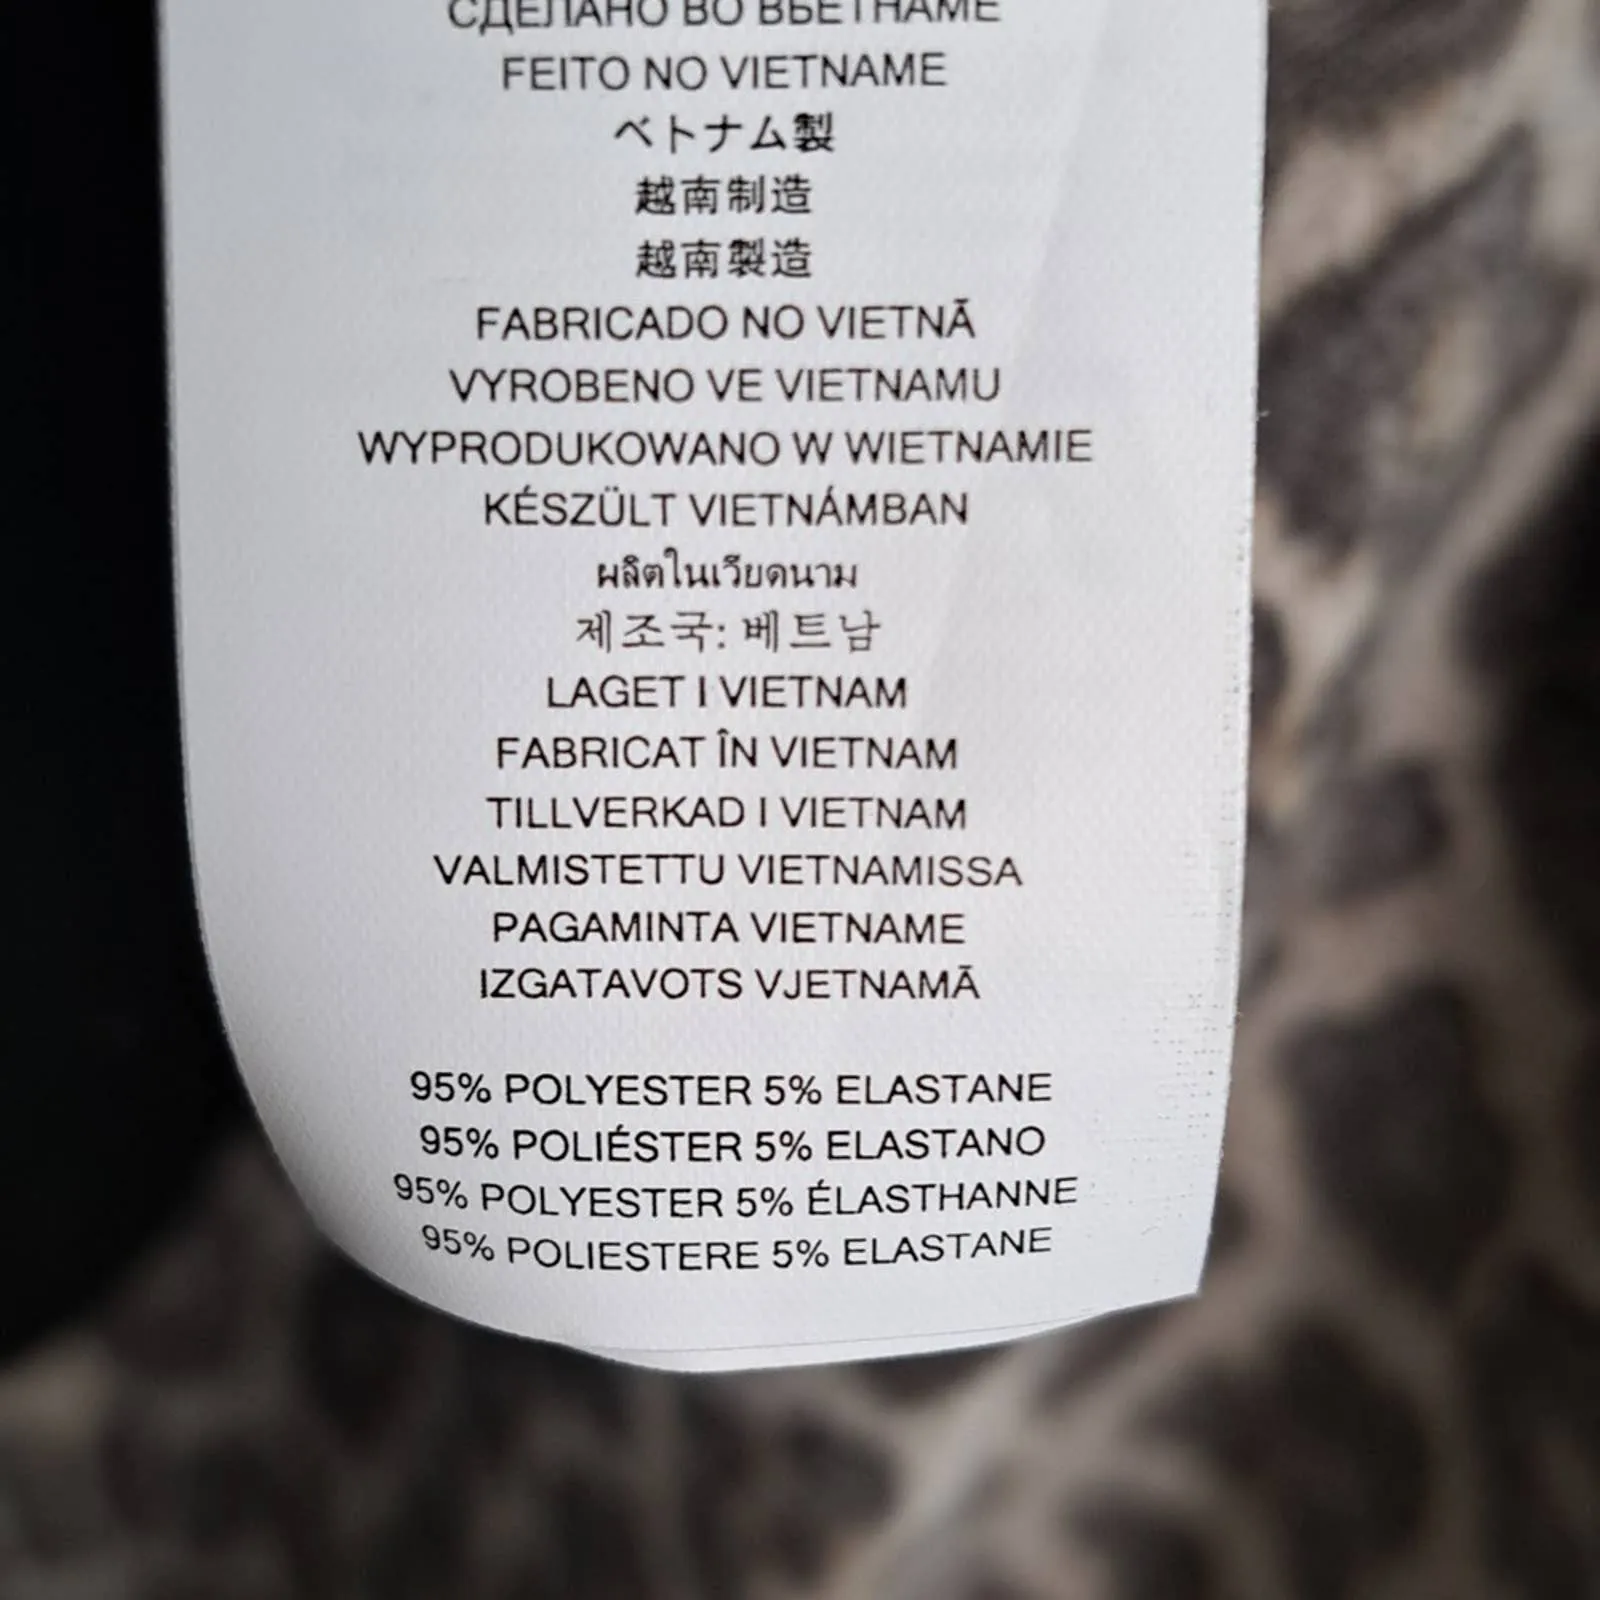 СДЕЛАНО ВО ВЬЕТНАМЕ
FEITO NO VIETNAME
ベトナム製
越南制造
越南製造
FABRICADO NO VIETNÃ
VYROBENO VE VIETNAMU
WYPRODUKOWANO W WIETNAMIE
KÉSZÜLT VIETNÁMBAN
ผลิตในเวียดนาม
제조국: 베트남
LAGET I VIETNAM
FABRICAT ÎN VIETNAM
TILLVERKAD I VIETNAM
VALMISTETTU VIETNAMISSA
PAGAMINTA VIETNAME
IZGATAVOTS VJETNAMĀ
95% POLYESTER 5% ELASTANE
95% POLIÉSTER 5% ELASTANO
95% POLYESTER 5% ÉLASTHANNE
95% POLIESTERE 5% ELASTANE